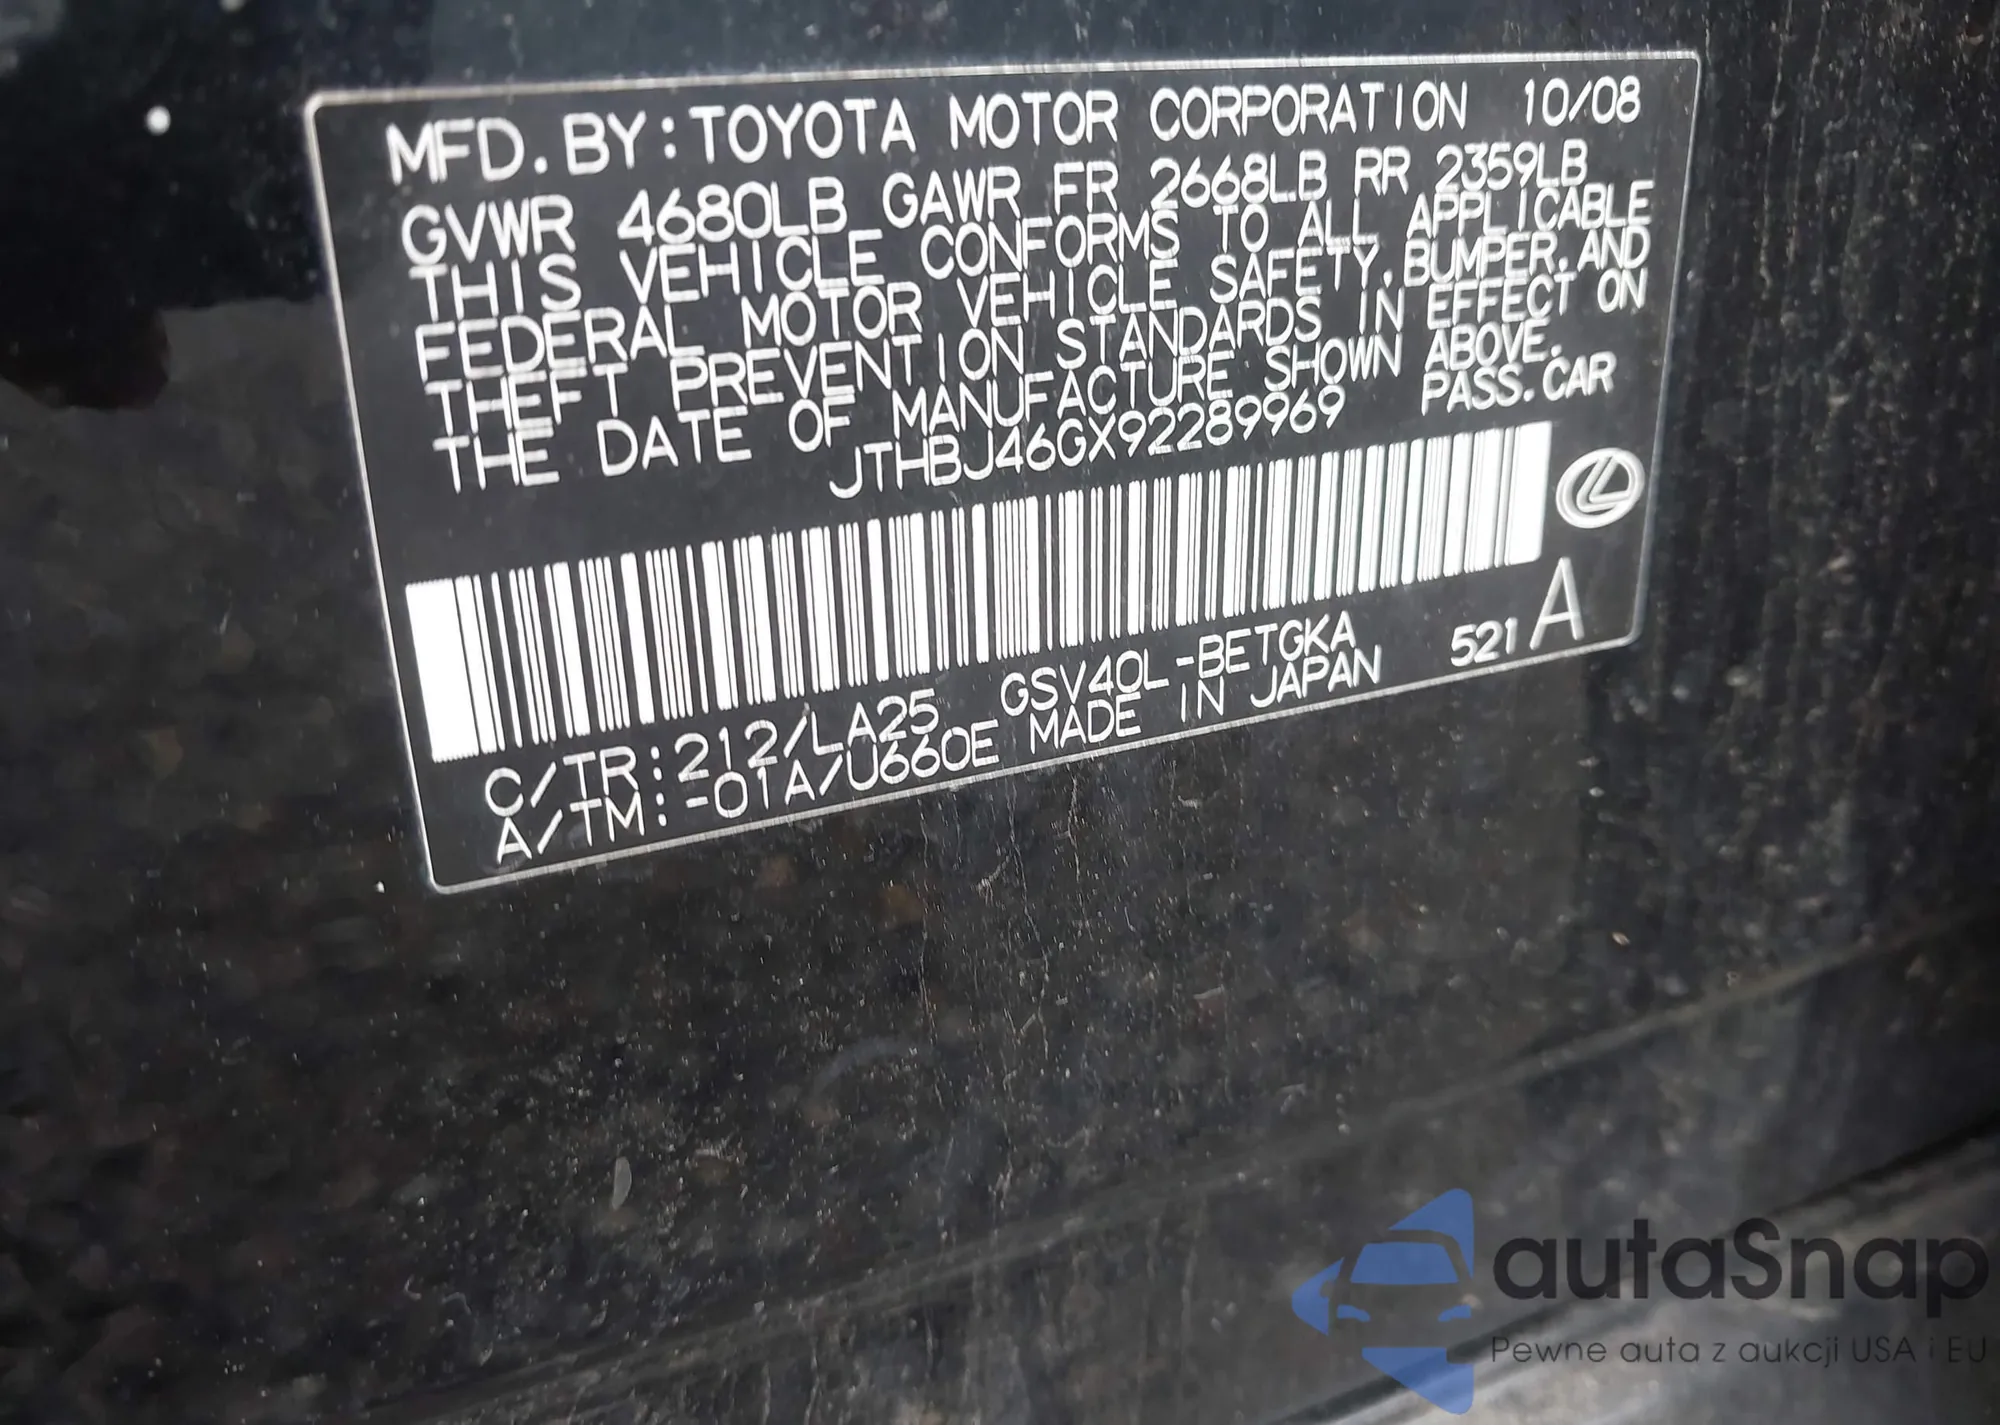 MFD. BY: TOYOTA MOTOR CORPORATION 10/08
GVWR 4680LB GAWR FR 2668LB RR 2359LB
THIS VEHICLE CONFORMS TO ALL APPLICABLE
FEDERAL MOTOR VEHICLE SAFETY, BUMPER, AND
THEFT PREVENTION STANDARDS IN EFFECT ON
THE DATE OF MANUFACTURE SHOWN ABOVE.
JTHBJ46GX92289969 PASS. CAR
C/TR: 212/LA25 GSV40L-BETGKA 521 A
A/TM: -01A/U660E MADE IN JAPAN
autaSnap
Pewne auta z aukcji USA i EU